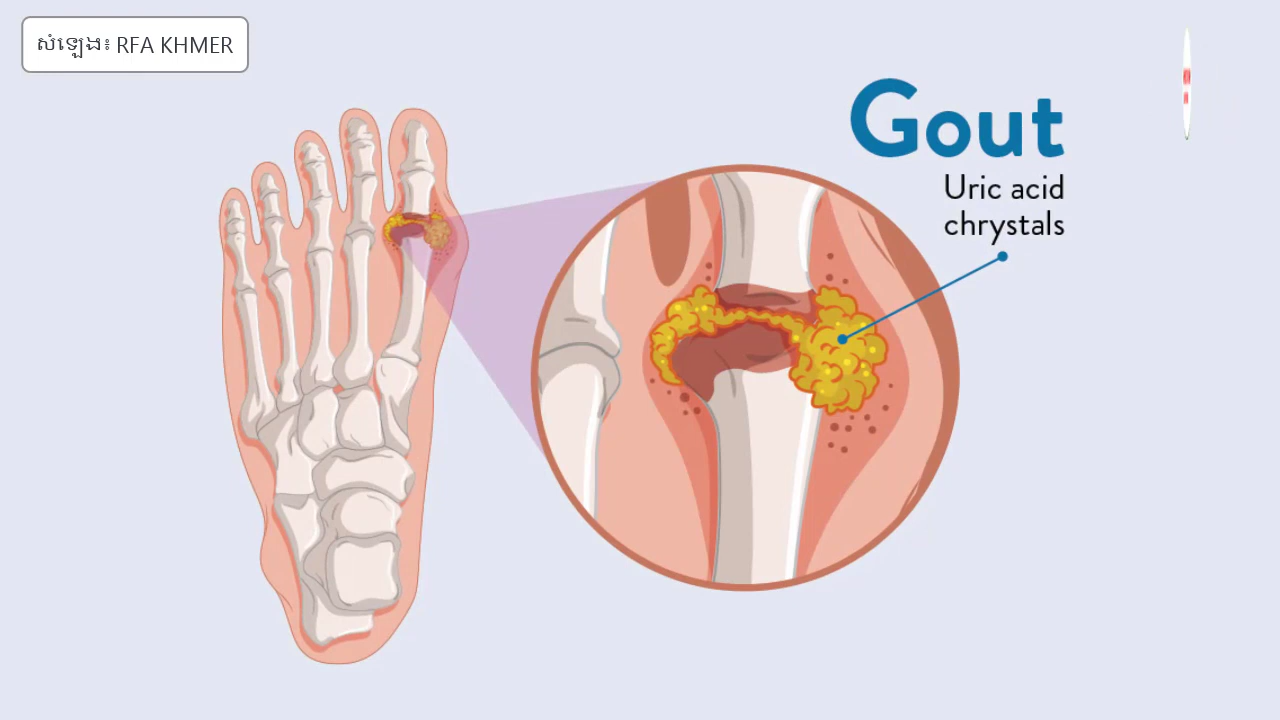 សំឡេង៖ RFA KHMER
Gout
Uric acid
chrystals